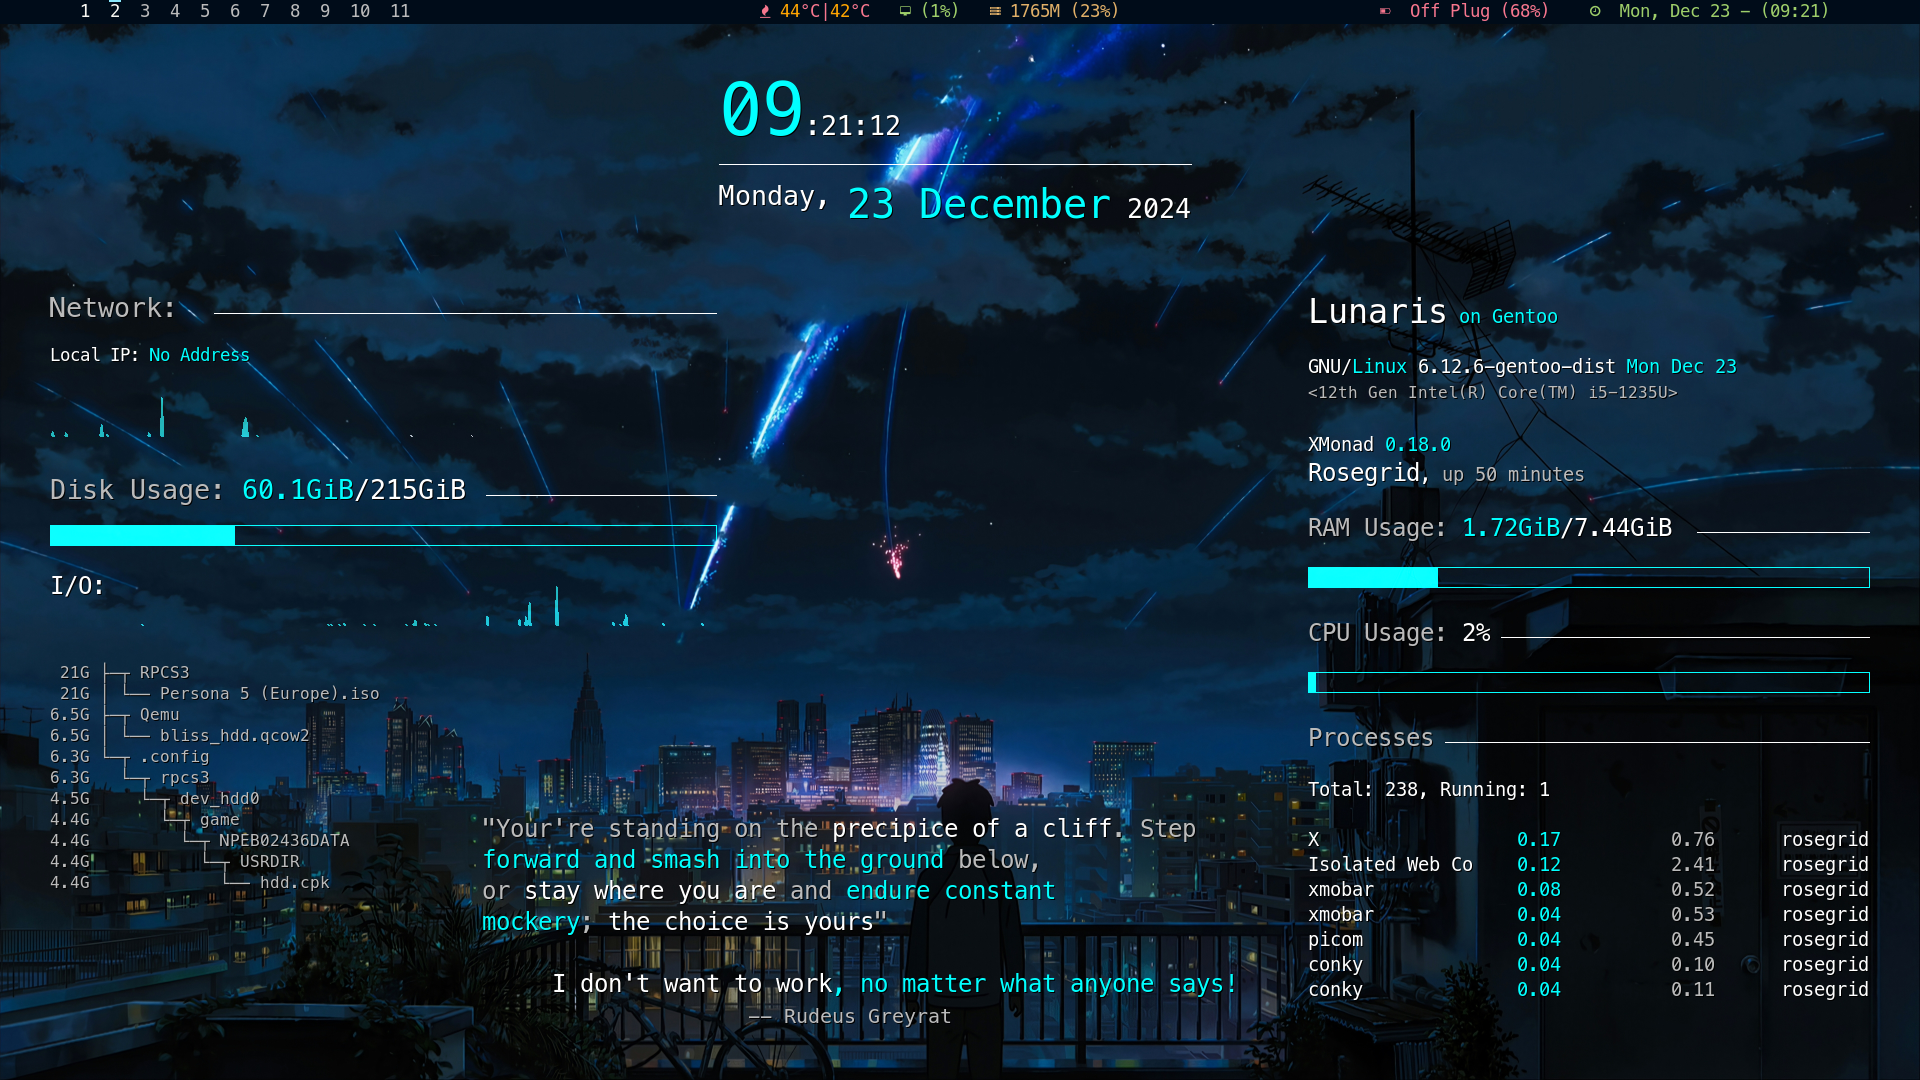 1 2 3 4 5 6 7 8 9 10 11
44°C|42°C (1%) 1765M (23%)
Off Plug (68%) Mon, Dec 23 – (09:21)
09:21:12
Monday, 23 December 2024
Network:
Local IP: No Address
Disk Usage: 60.1GiB/215GiB
I/O:
21G ├─┬ RPCS3
21G │ └── Persona 5 (Europe).iso
6.5G ├─┬ Qemu
6.5G │ └── bliss_hdd.qcow2
6.3G └─┬ .config
6.3G └─┬ rpcs3
4.5G └─┬ dev_hdd0
4.4G └─┬ game
4.4G └─┬ NPEB02436DATA
4.4G └─┬ USRDIR
4.4G └── hdd.cpk
"Your're standing on the precipice of a cliff. Step
forward and smash into the ground below,
or stay where you are and endure constant
mockery; the choice is yours"
I don't want to work, no matter what anyone says!
—— Rudeus Greyrat
Lunaris on Gentoo
GNU/Linux 6.12.6–gentoo–dist Mon Dec 23
<12th Gen Intel(R) Core(TM) i5–1235U>
XMonad 0.18.0
Rosegrid, up 50 minutes
RAM Usage: 1.72GiB/7.44GiB
CPU Usage: 2%
Processes
Total: 238, Running: 1
X 0.17 0.76 rosegrid
Isolated Web Co 0.12 2.41 rosegrid
xmobar 0.08 0.52 rosegrid
xmobar 0.04 0.53 rosegrid
picom 0.04 0.45 rosegrid
conky 0.04 0.10 rosegrid
conky 0.04 0.11 rosegrid